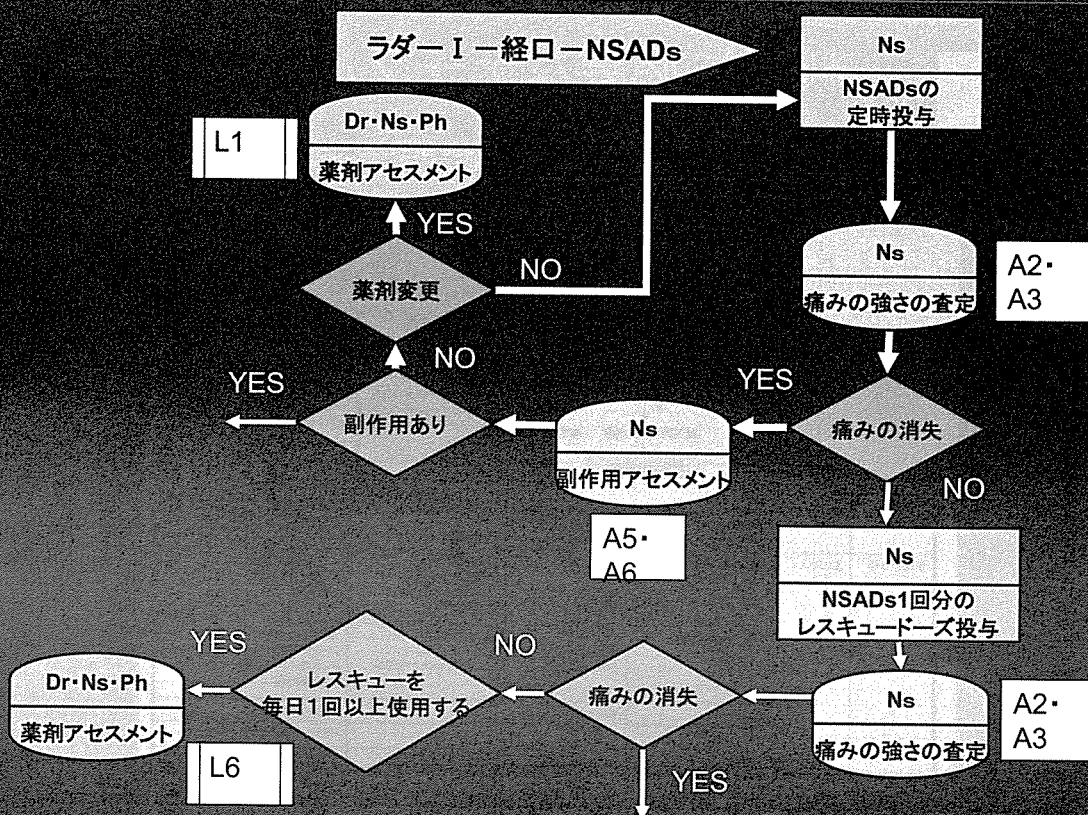 ラダーⅠ－経口－NSADs
Ns
NSADsの
定時投与
Dr・Ns・Ph
薬剤アセスメント
L1
YES
薬剤変更
NO
Ns
痛みの強さの査定
A2・
A3
NO
YES
副作用あり
YES
Ns
副作用アセスメント
痛みの消失
NO
A5・
A6
Ns
NSADs1回分の
レスキュードーズ投与
YES
レスキューを
毎日1回以上使用する
NO
痛みの消失
Dr・Ns・Ph
薬剤アセスメント
L6
Ns
痛みの強さの査定
A2・
A3
YES